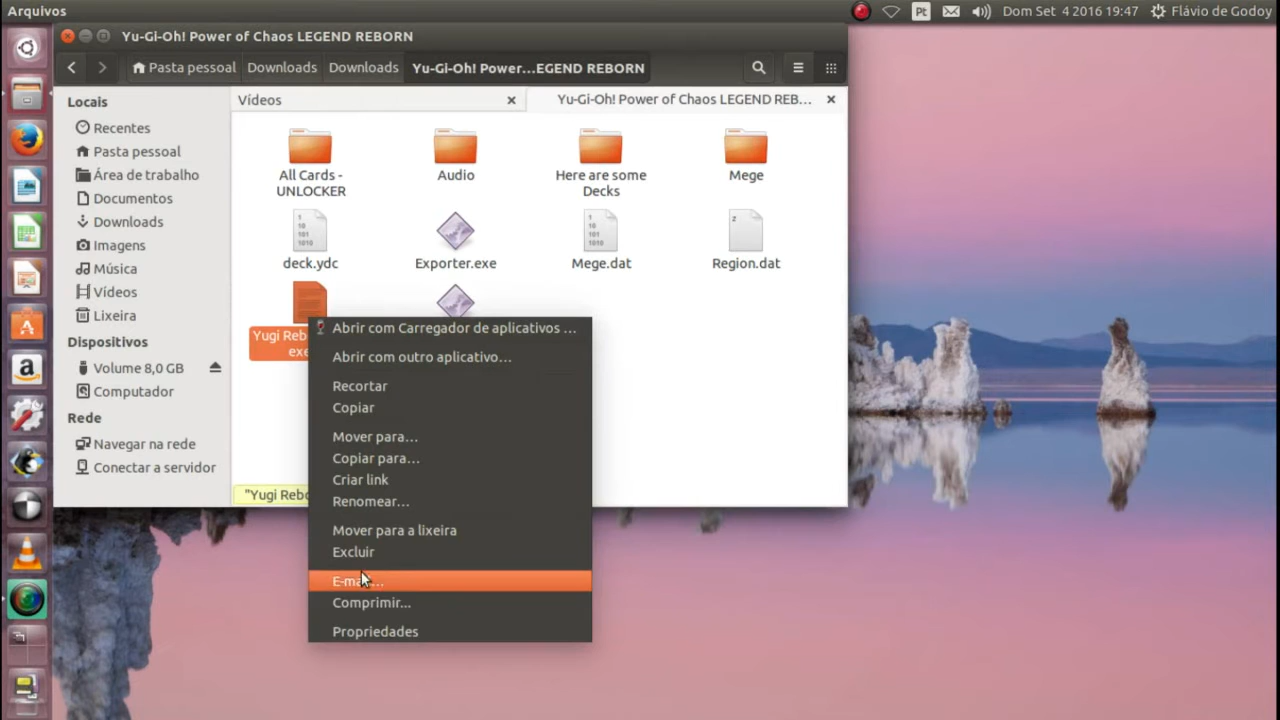 Arquivos
Pt
Dom Set 4 2016 19:47
Flávio de Godoy
Yu-Gi-Oh! Power of Chaos LEGEND REBORN
Pasta pessoal
Downloads
Downloads
Yu-Gi-Oh! Power...EGEND REBORN
Locais
Recentes
Pasta pessoal
Área de trabalho
Documentos
Downloads
Imagens
Música
Vídeos
Lixeira
Dispositivos
Volume 8,0 GB
Computador
Rede
Navegar na rede
Conectar a servidor
Vídeos
Yu-Gi-Oh! Power of Chaos LEGEND REB...
All Cards -
UNLOCKER
Audio
Here are some
Decks
Mege
deck.ydc
Exporter.exe
Mege.dat
Region.dat
Yugi Reb
exe
"Yugi Rebo
Abrir com Carregador de aplicativos ...
Abrir com outro aplicativo...
Recortar
Copiar
Mover para...
Copiar para...
Criar link
Renomear...
Mover para a lixeira
Excluir
Comprimir...
Propriedades